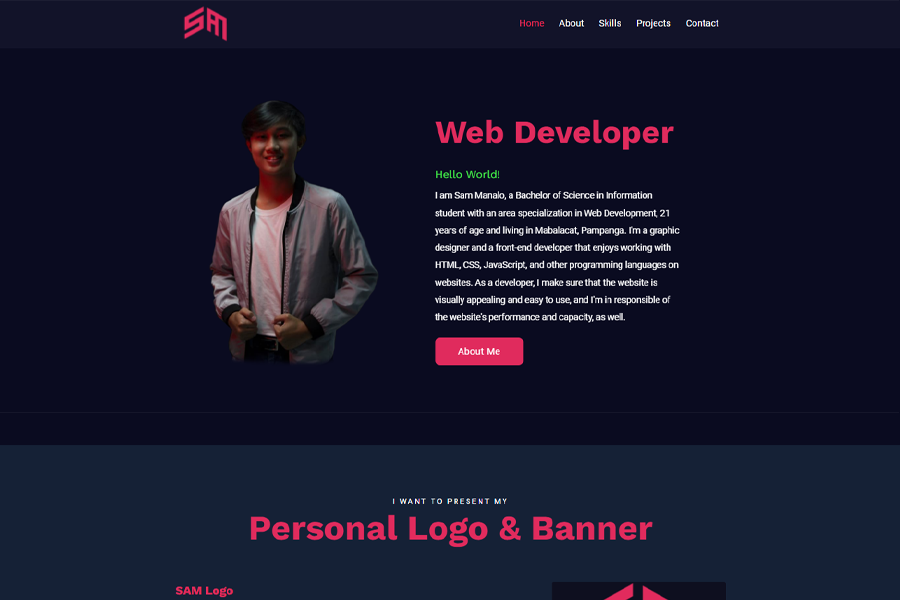 SAM
Home About Skills Projects Contact
Web Developer
Hello World!
I am Sam Manalo, a Bachelor of Science in Information
student with an area specialization in Web Development, 21
years of age and living in Mabalacat, Pampanga. I'm a graphic
designer and a front-end developer that enjoys working with
HTML, CSS, JavaScript, and other programming languages on
websites. As a developer, I make sure that the website is
visually appealing and easy to use, and I'm in responsible of
the website's performance and capacity, as well.
About Me
I WANT TO PRESENT MY
Personal Logo & Banner
SAM Logo